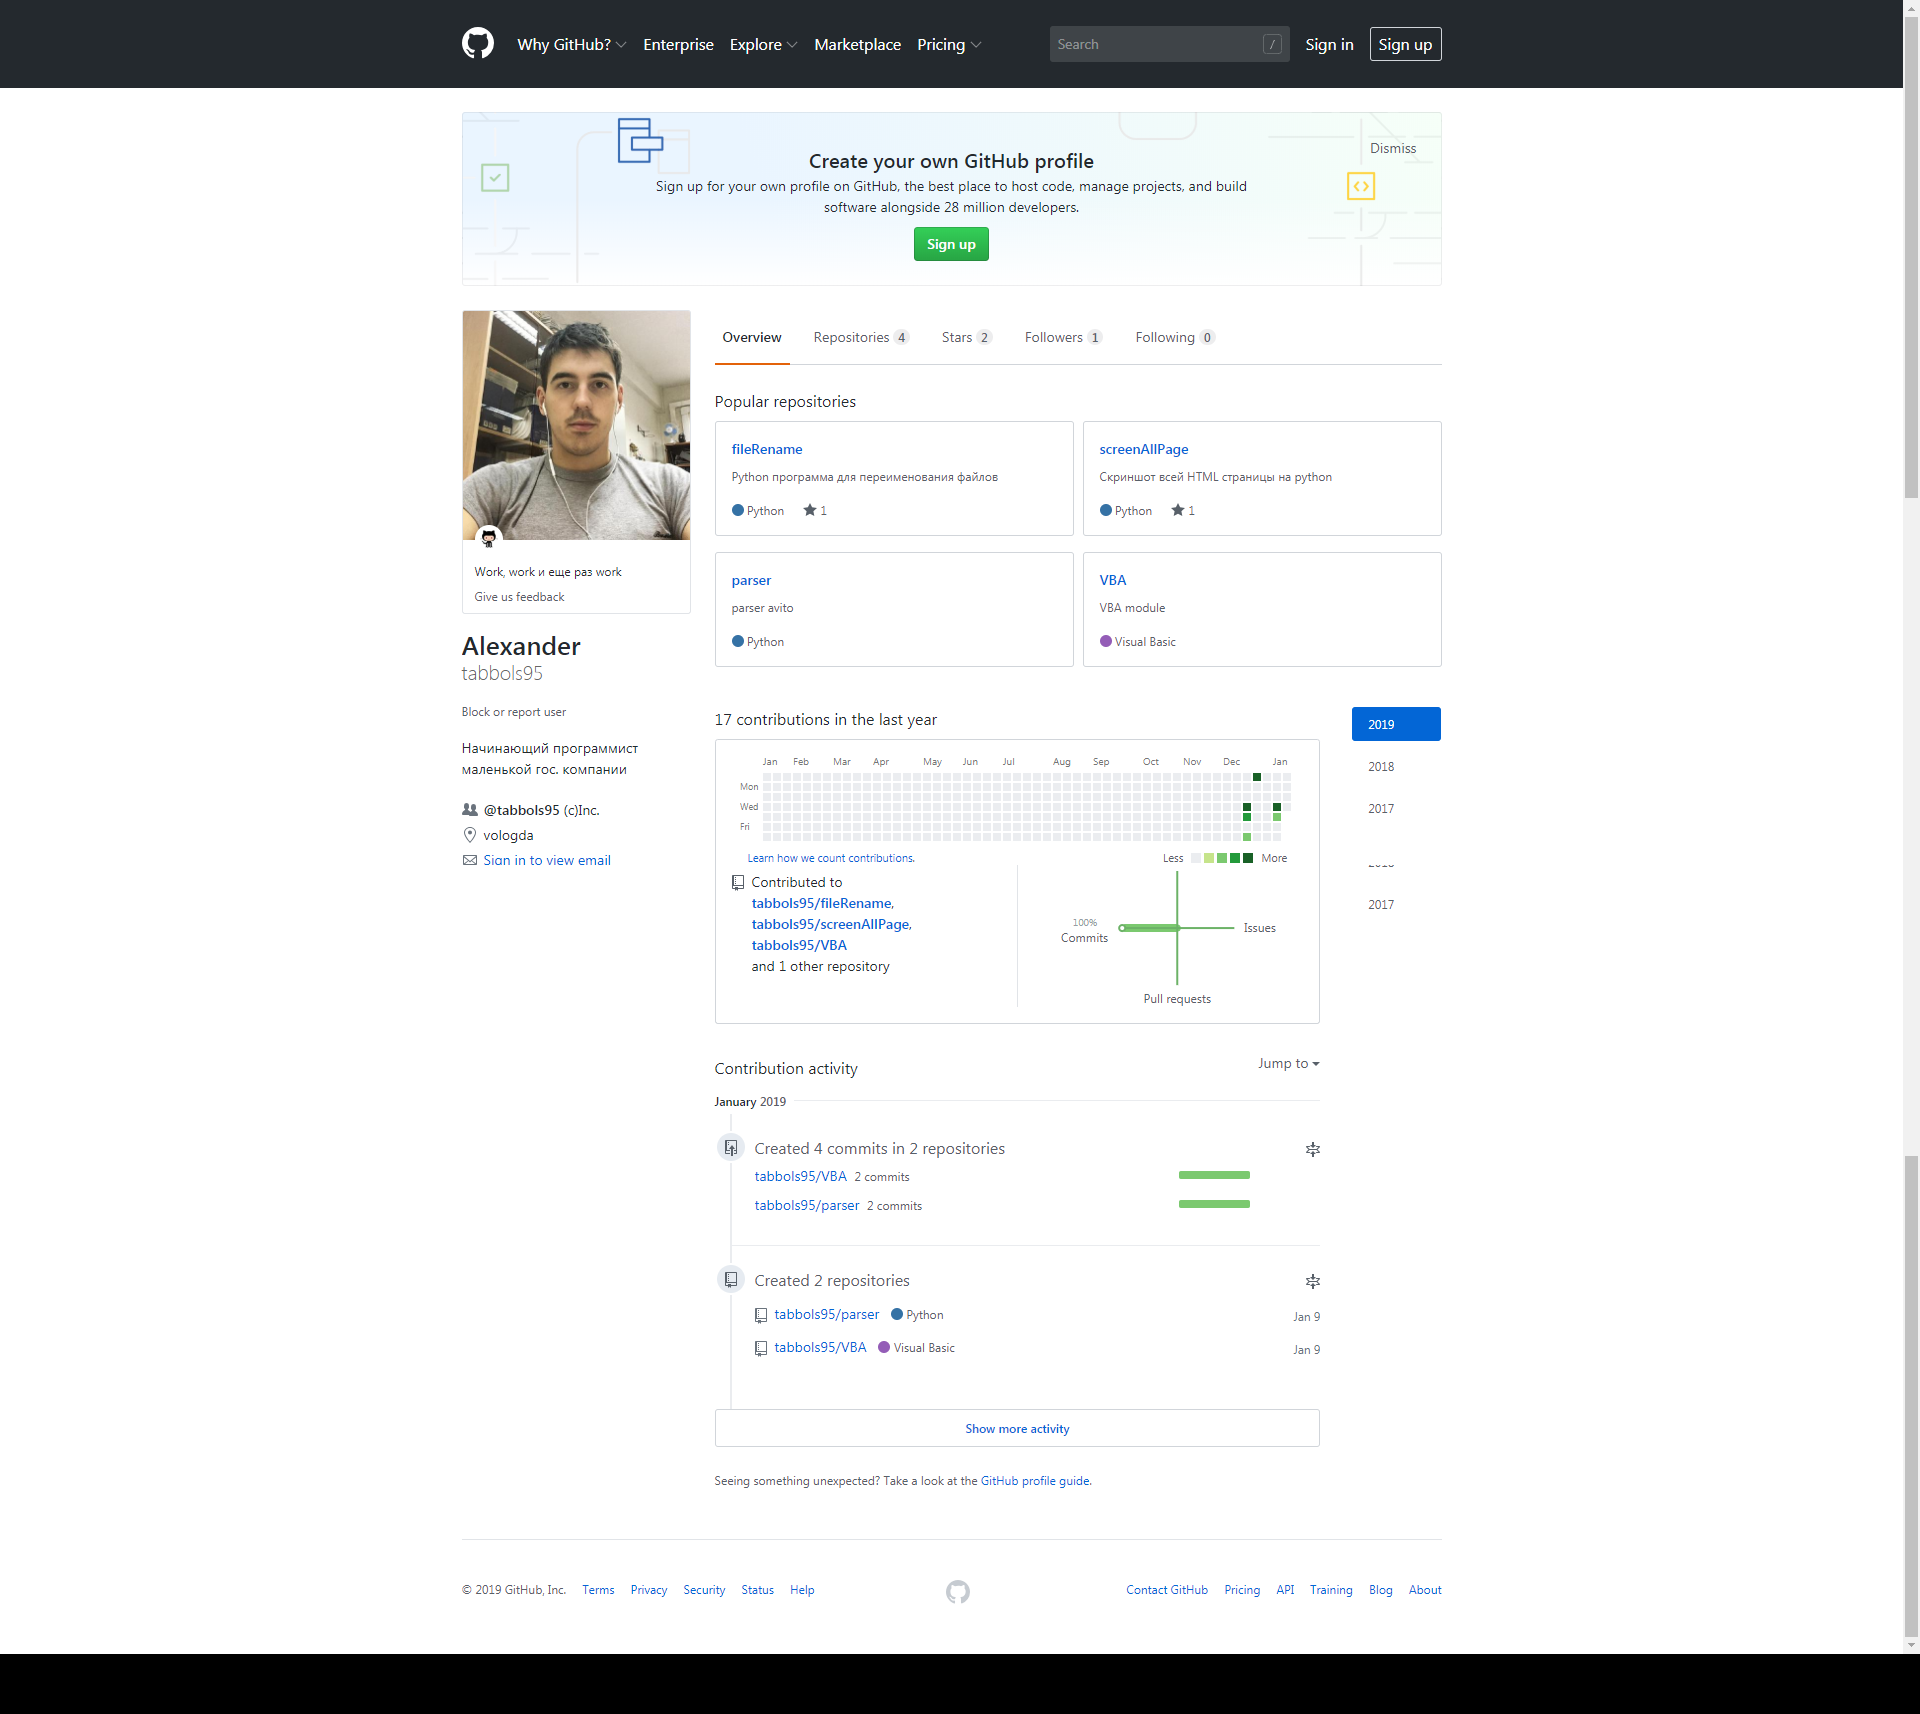 Why GitHub?
Enterprise
Explore
Marketplace
Pricing
Search
/
Sign in
Sign up
Create your own GitHub profile
Dismiss
Sign up for your own profile on GitHub, the best place to host code, manage projects, and build
software alongside 28 million developers.
Sign up
Work, work и еще раз work
Give us feedback
Alexander
tabbols95
Block or report user
Начинающий программист
маленькой гос. компании
@tabbols95 (c)Inc.
vologda
Sign in to view email
Overview
Repositories 4
Stars 2
Followers 1
Following 0
Popular repositories
fileRename
Python программа для переименования файлов
Python 1
screenAllPage
Скриншот всей HTML страницы на python
Python 1
parser
parser avito
Python
VBA
VBA module
Visual Basic
17 contributions in the last year
Jan Feb Mar Apr May Jun Jul Aug Sep Oct Nov Dec Jan
Mon
Wed
Fri
Learn how we count contributions.
Less More
Contributed to
tabbols95/fileRename,
tabbols95/screenAllPage,
tabbols95/VBA
and 1 other repository
100%
Commits
Issues
Pull requests
2019
2018
2017
2017
Contribution activity
Jump to
January 2019
Created 4 commits in 2 repositories
tabbols95/VBA 2 commits
tabbols95/parser 2 commits
Created 2 repositories
tabbols95/parser Python Jan 9
tabbols95/VBA Visual Basic Jan 9
Show more activity
Seeing something unexpected? Take a look at the GitHub profile guide.
© 2019 GitHub, Inc. Terms Privacy Security Status Help
Contact GitHub Pricing API Training Blog About